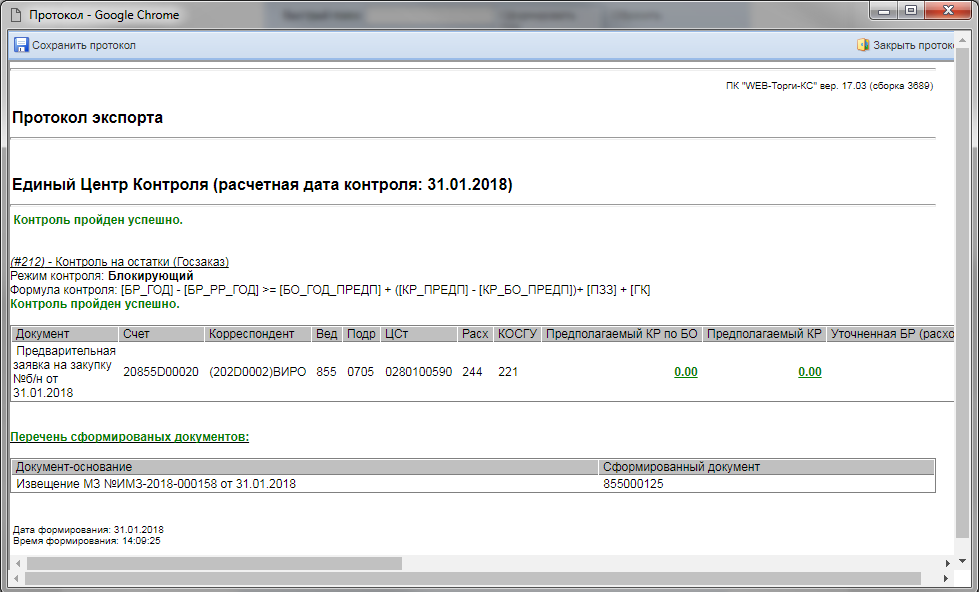 Протокол - Google Chrome
Сохранить протокол
Закрыть проток
ПК "WEB-Торги-КС" вер. 17.03 (сборка 3689)
Протокол экспорта
Единый Центр Контроля (расчетная дата контроля: 31.01.2018)
Контроль пройден успешно.
(#212) - Контроль на остатки (Госзаказ)
Режим контроля: Блокирующий
Формула контроля: [БР_ГОД] - [БР_РР_ГОД] >= [БО_ГОД_ПРЕДП] + ([КР_ПРЕДП] - [КР_БО_ПРЕДП])+ [ПЗЗ] + [ГК]
Контроль пройден успешно.
Документ Счет Корреспондент Вед Подр ЦСт Расх КОСГУ Предполагаемый КР по БО Предполагаемый КР Уточненная БР (расхо
Предварительная
заявка на закупку
№б/н от
31.01.2018
20855D00020 (202D0002)ВИРО 855 0705 0280100590 244 221 0.00 0.00
Перечень сформированых документов:
Документ-основание Сформированный документ
Извещение МЗ №ИМЗ-2018-000158 от 31.01.2018 855000125
Дата формирования: 31.01.2018
Время формирования: 14:09:25